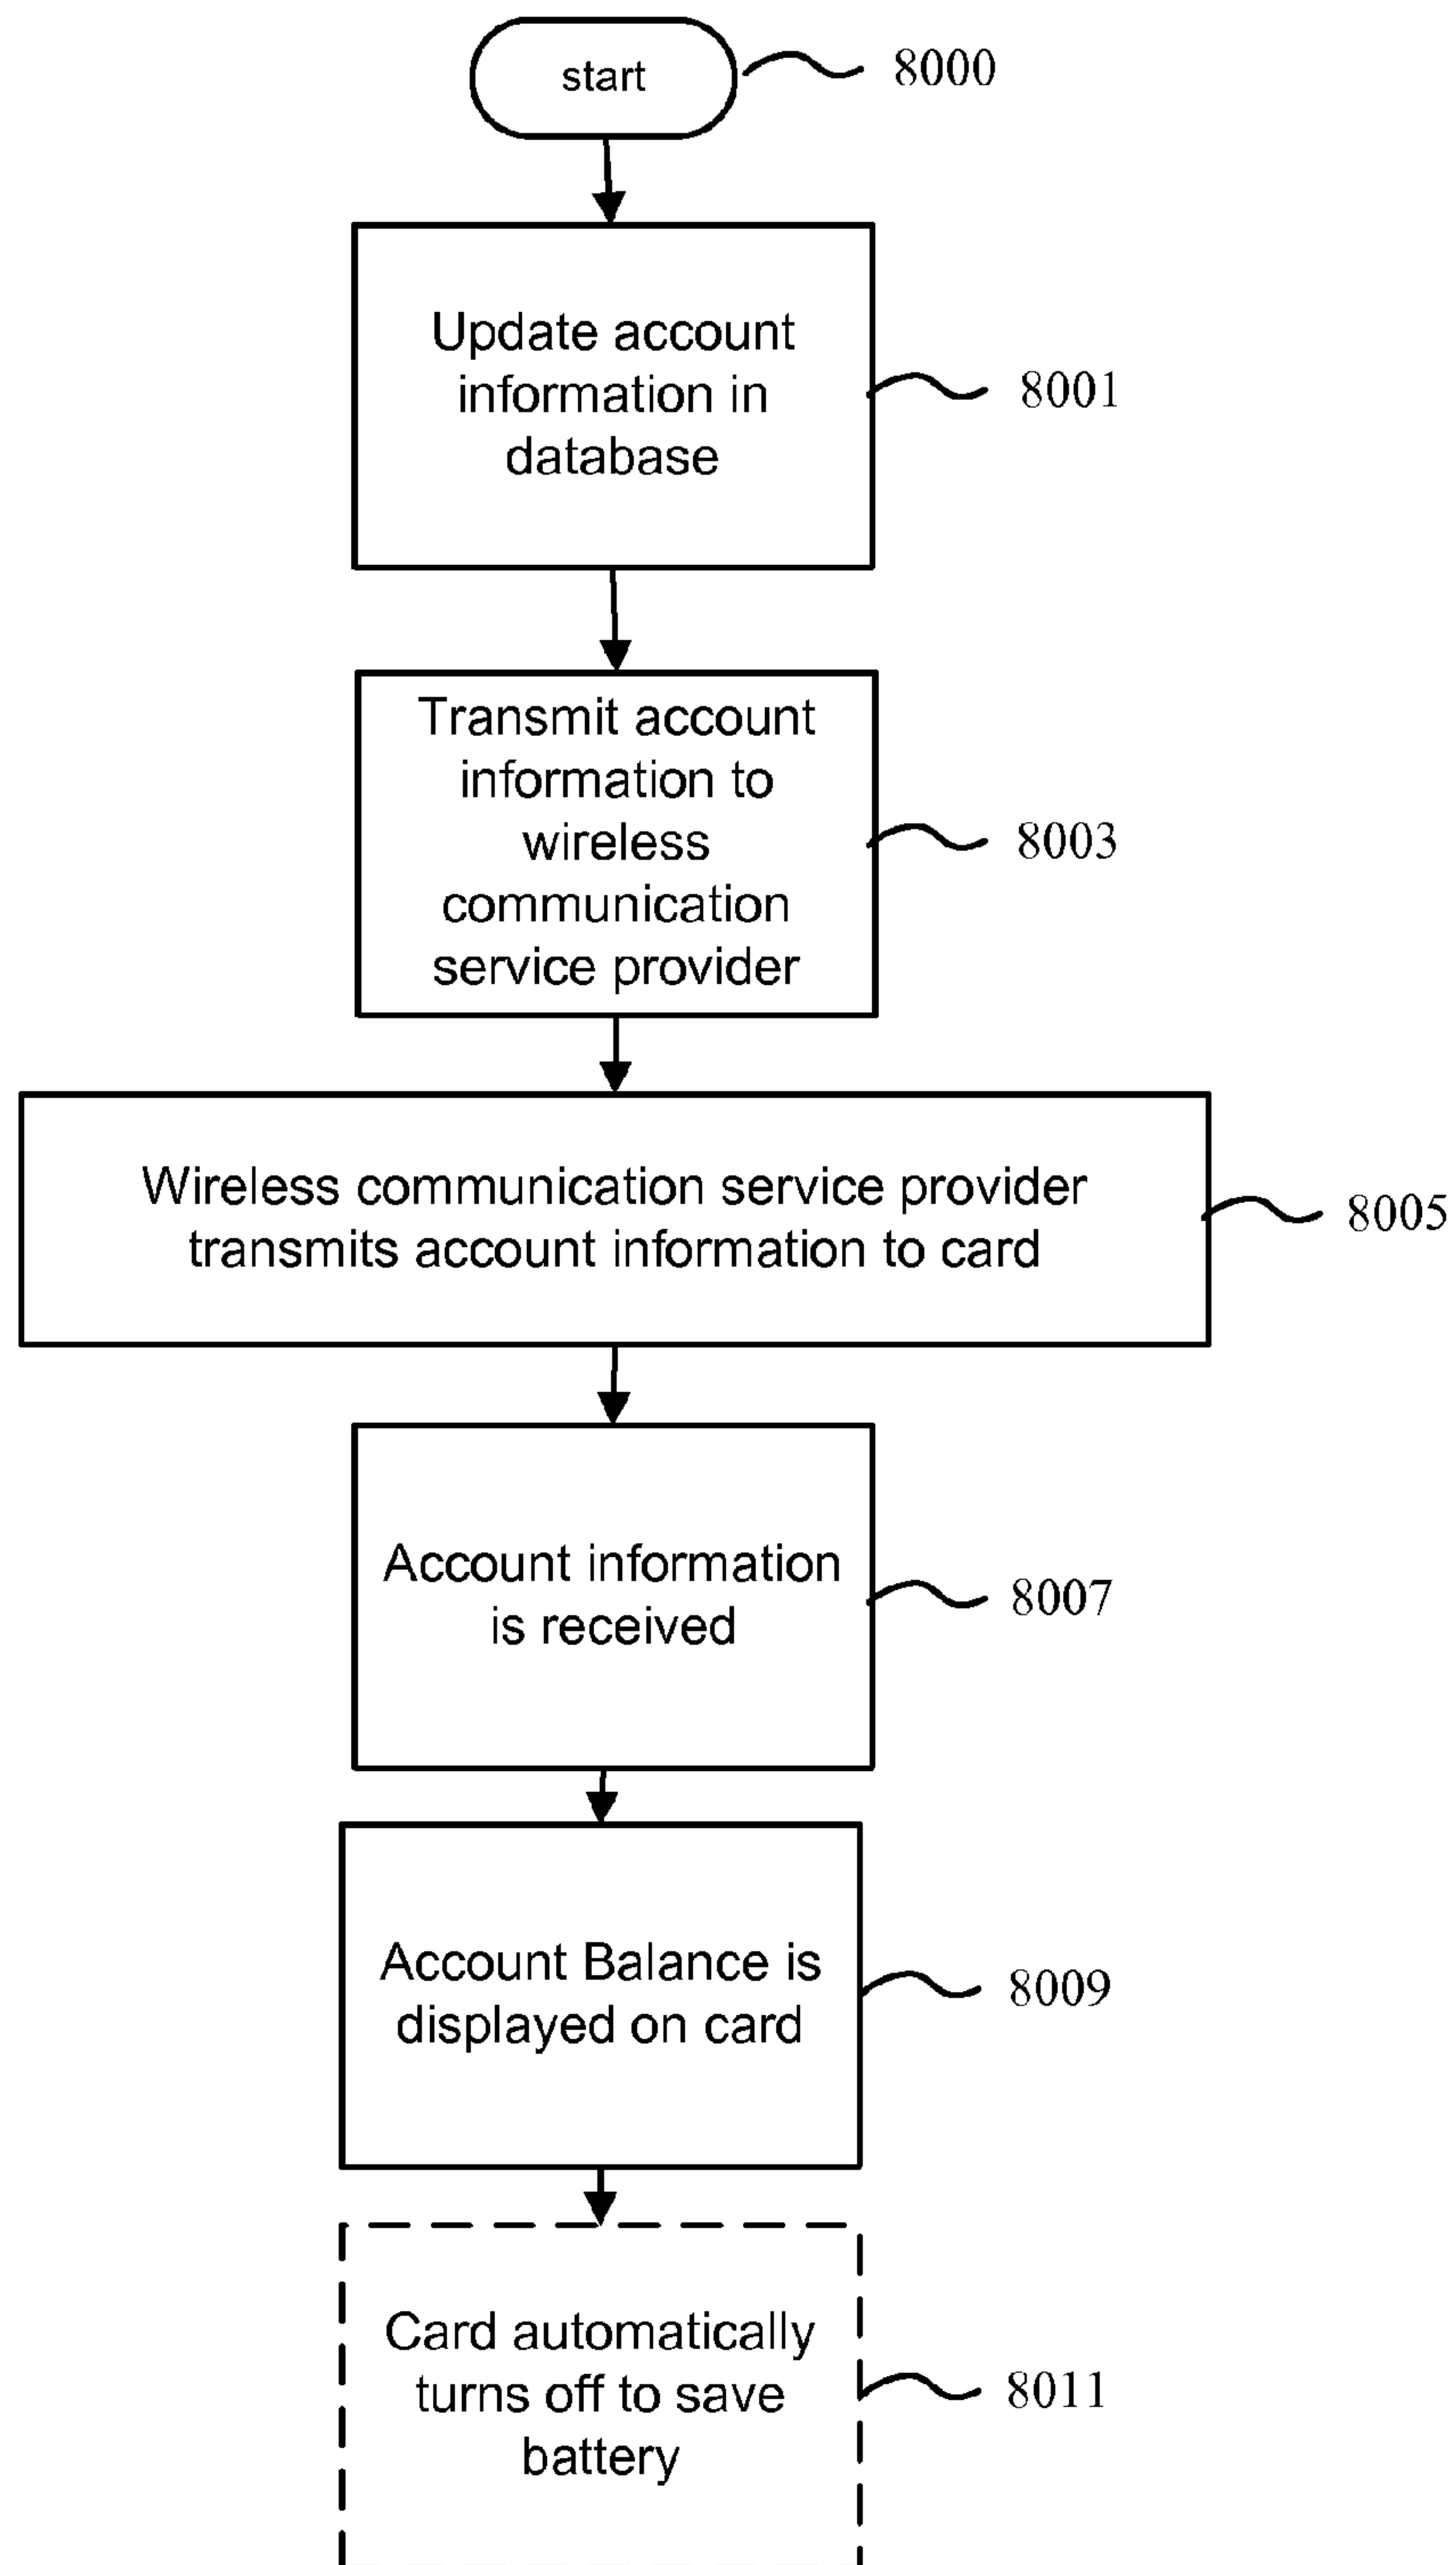 start
8000
Update account
information in
database
8001
Transmit account
information to
wireless
communication
service provider
8003
Wireless communication service provider
transmits account information to card
8005
Account information
is received
8007
Account Balance is
displayed on card
8009
Card automatically
turns off to save
battery
8011